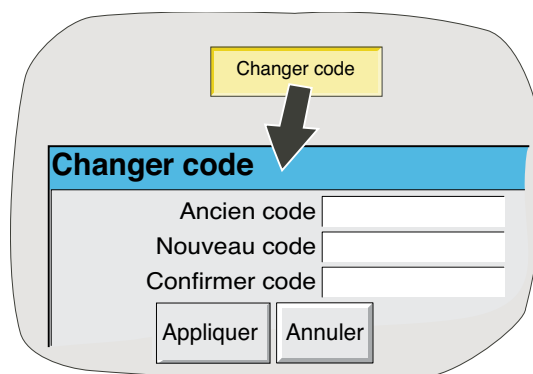 Changer code
Changer code
Ancien code
Nouveau code
Confirmer code
Appliquer Annuler